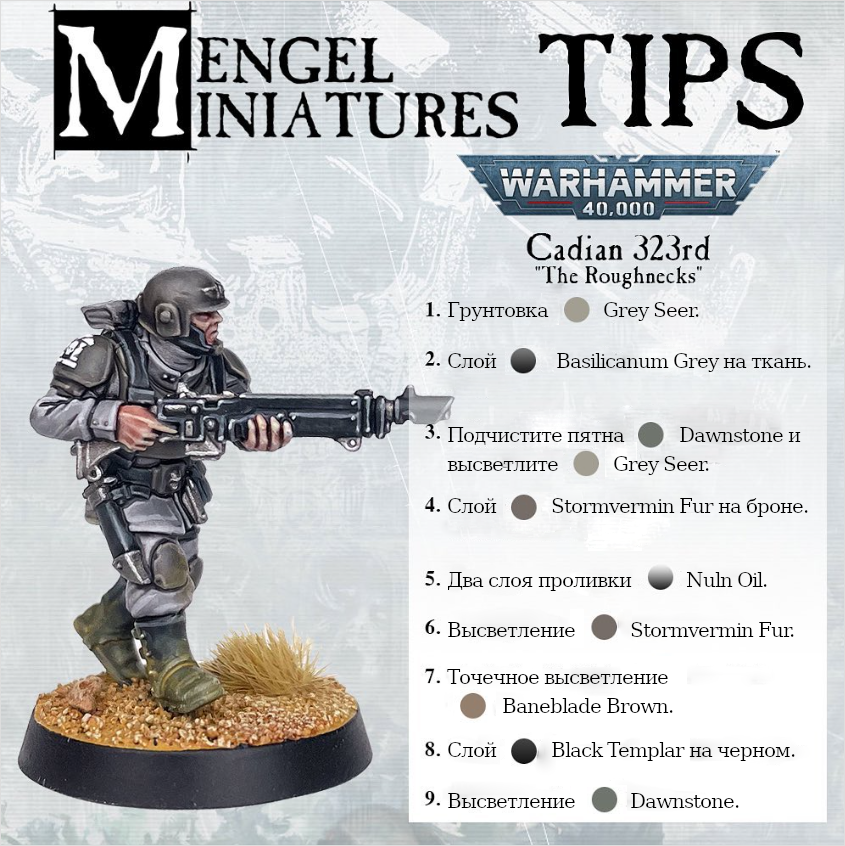 MENGEL
MINIATURES
TIPS
WARHAMMER
40,000
Cadian 323rd
"The Roughnecks"
1. Грунтовка Grey Seer.
2. Слой Basilicanum Grey на ткань.
3. Подчистите пятна Dawnstone и
высветлите Grey Seer.
4. Слой Stormvermin Fur на броне.
5. Два слоя проливки Nuln Oil.
6. Высветление Stormvermin Fur.
7. Точечное высветление
Baneblade Brown.
8. Слой Black Templar на черном.
9. Высветление Dawnstone.